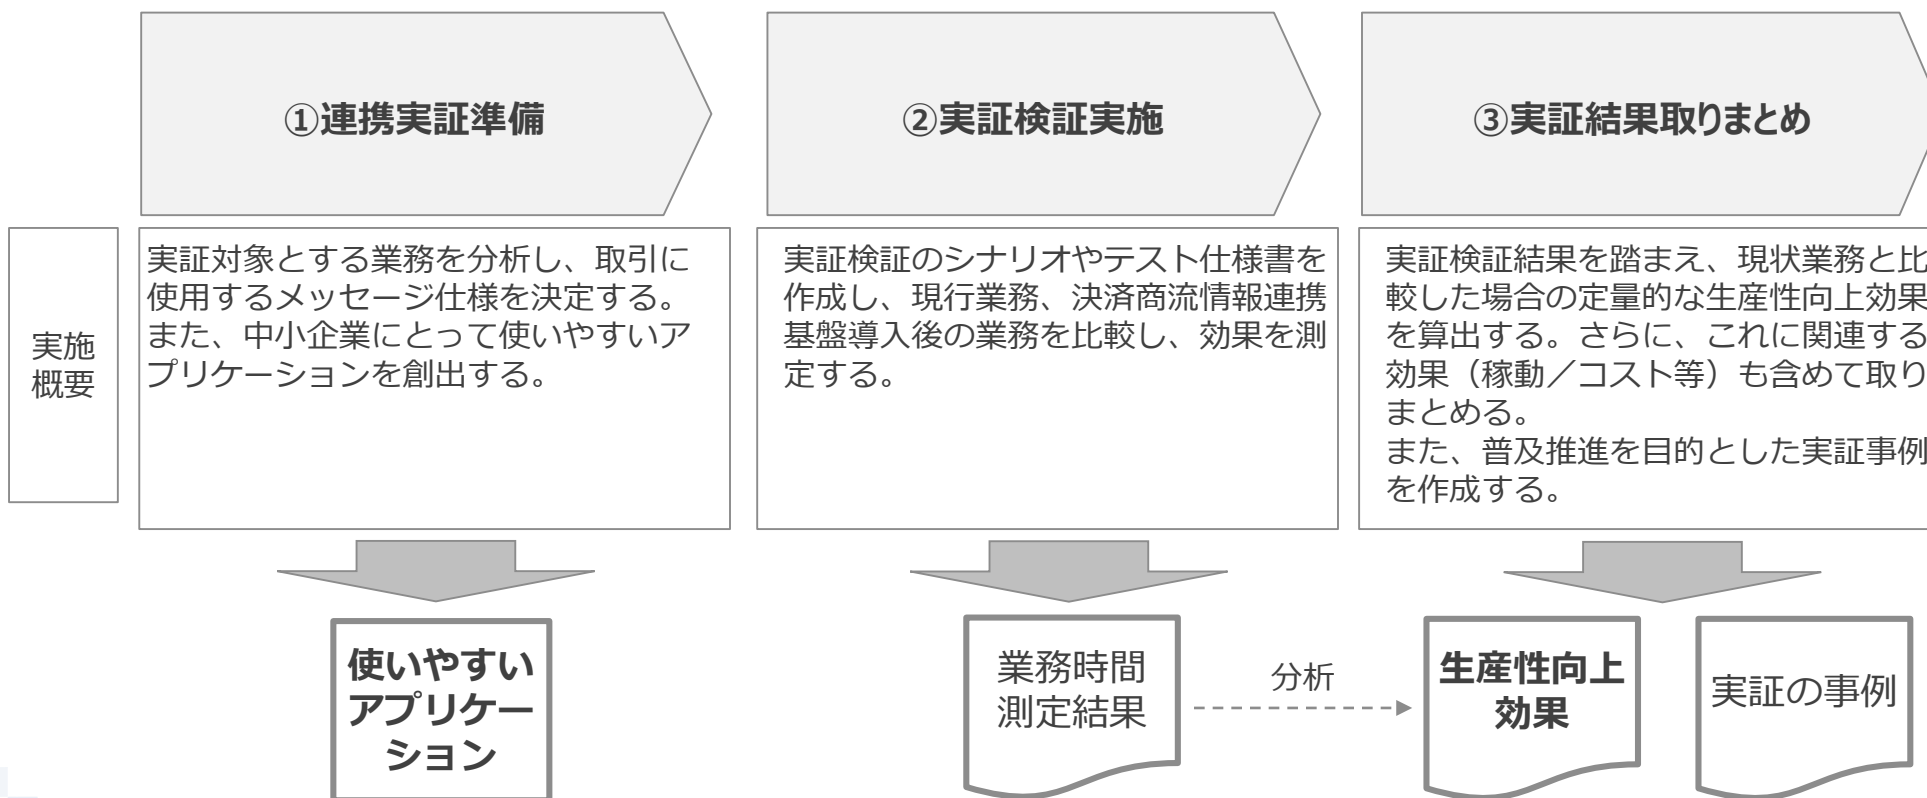 ①連携実証準備
②実証検証実施
③実証結果取りまとめ
実施
概要
実証対象とする業務を分析し、取引に
使用するメッセージ仕様を決定する。
また、中小企業にとって使いやすいア
プリケーションを創出する。
実証検証のシナリオやテスト仕様書を
作成し、現行業務、決済商流情報連携
基盤導入後の業務を比較し、効果を測
定する。
実証検証結果を踏まえ、現状業務と比
較した場合の定量的な生産性向上効果
を算出する。さらに、これに関連する
効果（稼動／コスト等）も含めて取り
まとめる。
また、普及推進を目的とした実証事例
を作成する。
使いやすい
アプリケー
ション
業務時間
測定結果
分析
生産性向上
効果
実証の事例